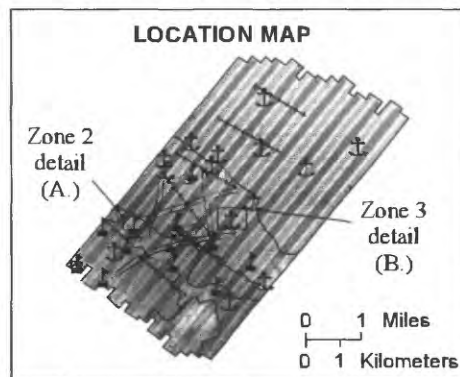 LOCATION MAP
Zone 2
detail
(A.)
Zone 3
detail
(B.)
0 1 Miles
0 1 Kilometers